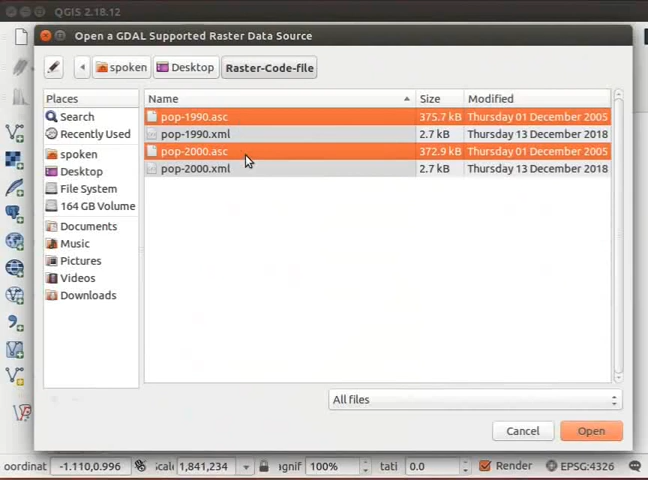 QGIS 2.18.12
Open a GDAL Supported Raster Data Source
spoken Desktop Raster-Code-file
Places Name Size Modified
Search pop-1990.asc 375.7 kB Thursday 01 December 2005
Recently Used pop-1990.xml 2.7 kB Thursday 13 December 2018
spoken pop-2000.asc 372.9 kB Thursday 01 December 2005
Desktop pop-2000.xml 2.7 kB Thursday 13 December 2018
File System
164 GB Volume
Documents
Music
Pictures
Videos
Downloads
All files
Cancel Open
oordinat -1.110,0.996 cale 1,841,234 agnif 100% tati 0.0 Render EPSG:4326